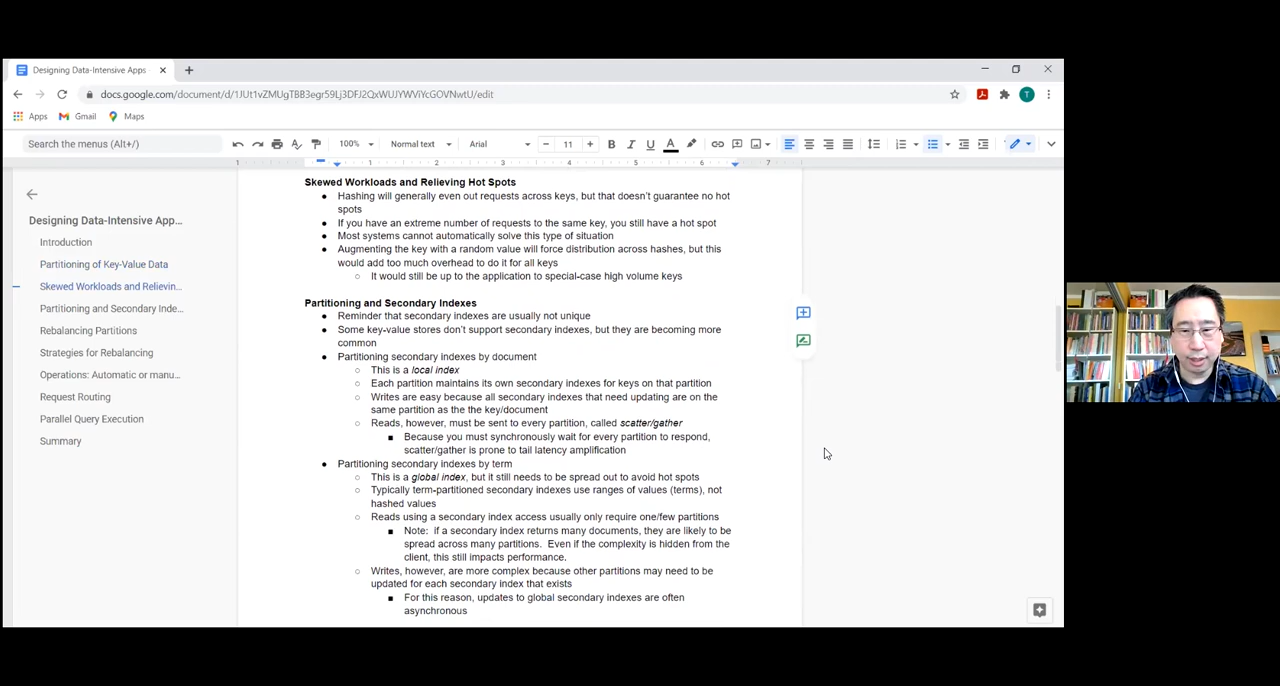 Designing Data-Intensive Apps
docs.google.com/document/d/1JUt1vZMUgTBB3egr59Lj3DFJ2QxWUJYWViYcGOVNwtU/edit
T
Apps Gmail Maps
Search the menus (Alt+/)
100% Normal text Arial 11
1 1 2 3 4 5 6 7
Designing Data-Intensive App...
Introduction
Partitioning of Key-Value Data
Skewed Workloads and Relievin...
Partitioning and Secondary Inde...
Rebalancing Partitions
Strategies for Rebalancing
Operations: Automatic or manu...
Request Routing
Parallel Query Execution
Summary
Skewed Workloads and Relieving Hot Spots
● Hashing will generally even out requests across keys, but that doesn't guarantee no hot
spots
● If you have an extreme number of requests to the same key, you still have a hot spot
● Most systems cannot automatically solve this type of situation
● Augmenting the key with a random value will force distribution across hashes, but this
would add too much overhead to do it for all keys
○ It would still be up to the application to special-case high volume keys
Partitioning and Secondary Indexes
● Reminder that secondary indexes are usually not unique
● Some key-value stores don't support secondary indexes, but they are becoming more
common
● Partitioning secondary indexes by document
○ This is a local index
○ Each partition maintains its own secondary indexes for keys on that partition
○ Writes are easy because all secondary indexes that need updating are on the
same partition as the the key/document
○ Reads, however, must be sent to every partition, called scatter/gather
■ Because you must synchronously wait for every partition to respond,
scatter/gather is prone to tail latency amplification
● Partitioning secondary indexes by term
○ This is a global index, but it still needs to be spread out to avoid hot spots
○ Typically term-partitioned secondary indexes use ranges of values (terms), not
hashed values
○ Reads using a secondary index access usually only require one/few partitions
■ Note: if a secondary index returns many documents, they are likely to be
spread across many partitions. Even if the complexity is hidden from the
client, this still impacts performance.
○ Writes, however, are more complex because other partitions may need to be
updated for each secondary index that exists
■ For this reason, updates to global secondary indexes are often
asynchronous